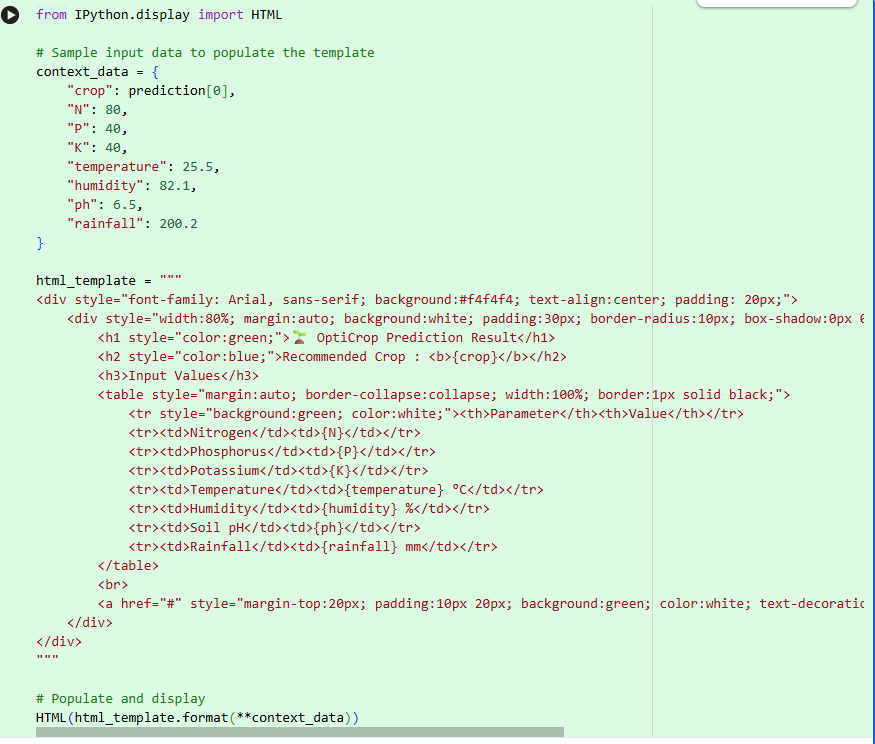 from IPython.display import HTML

# Sample input data to populate the template
context_data = {
    "crop": prediction[0],
    "N": 80,
    "P": 40,
    "K": 40,
    "temperature": 25.5,
    "humidity": 82.1,
    "ph": 6.5,
    "rainfall": 200.2
}

html_template = """
<div style="font-family: Arial, sans-serif; background:#f4f4f4; text-align:center; padding: 20px;">
    <div style="width:80%; margin:auto; background:white; padding:30px; border-radius:10px; box-shadow:0px
        <h1 style="color:green;">🌱 OptiCrop Prediction Result</h1>
        <h2 style="color:blue;">Recommended Crop : <b>{crop}</b></h2>
        <h3>Input Values</h3>
        <table style="margin:auto; border-collapse:collapse; width:100%; border:1px solid black;">
            <tr style="background:green; color:white;"><th>Parameter</th><th>Value</th></tr>
            <tr><td>Nitrogen</td><td>{N}</td></tr>
            <tr><td>Phosphorus</td><td>{P}</td></tr>
            <tr><td>Potassium</td><td>{K}</td></tr>
            <tr><td>Temperature</td><td>{temperature} °C</td></tr>
            <tr><td>Humidity</td><td>{humidity} %</td></tr>
            <tr><td>Soil pH</td><td>{ph}</td></tr>
            <tr><td>Rainfall</td><td>{rainfall} mm</td></tr>
        </table>
        <br>
        <a href="#" style="margin-top:20px; padding:10px 20px; background:green; color:white; text-decoratio
    </div>
</div>
"""

# Populate and display
HTML(html_template.format(**context_data))